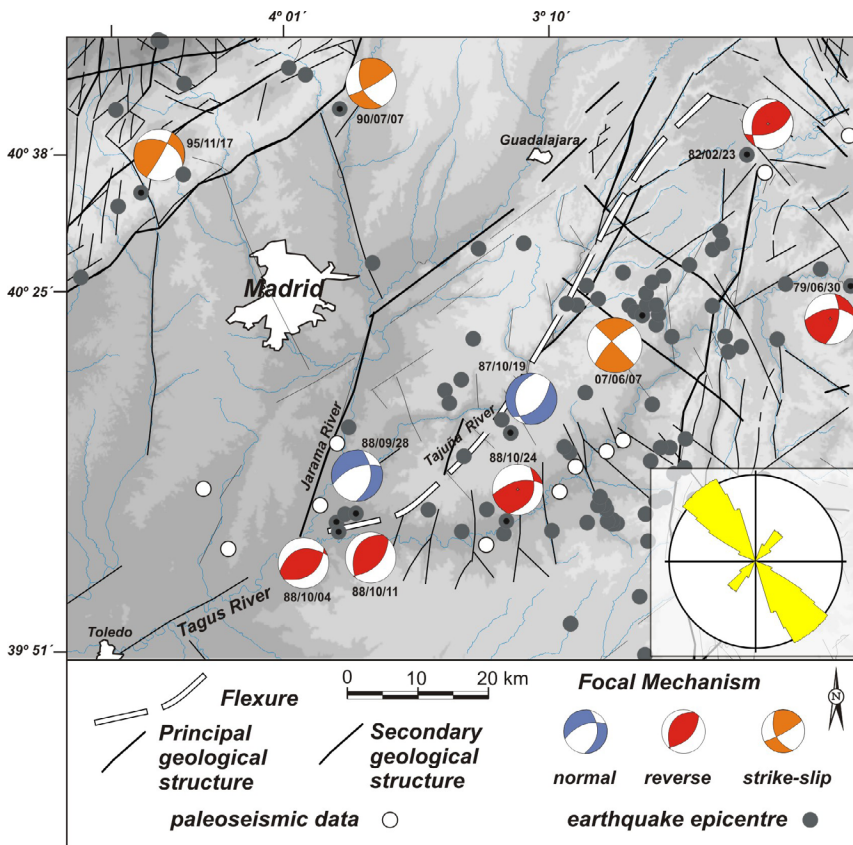 4º 01´
3º 10´
40º 38´
40º 25´
39º 51´
90/07/07
95/11/17
Guadalajara
82/02/23
Madrid
79/06/30
87/10/19
07/06/07
Jarama River
Tajuña River
88/09/28
88/10/24
88/10/04
88/10/11
Tagus River
Toledo
Flexure
0 10 20 km
Focal Mechanism
N
Principal
geological
structure
Secondary
geological
structure
normal
reverse
strike-slip
paleoseismic data
earthquake epicentre